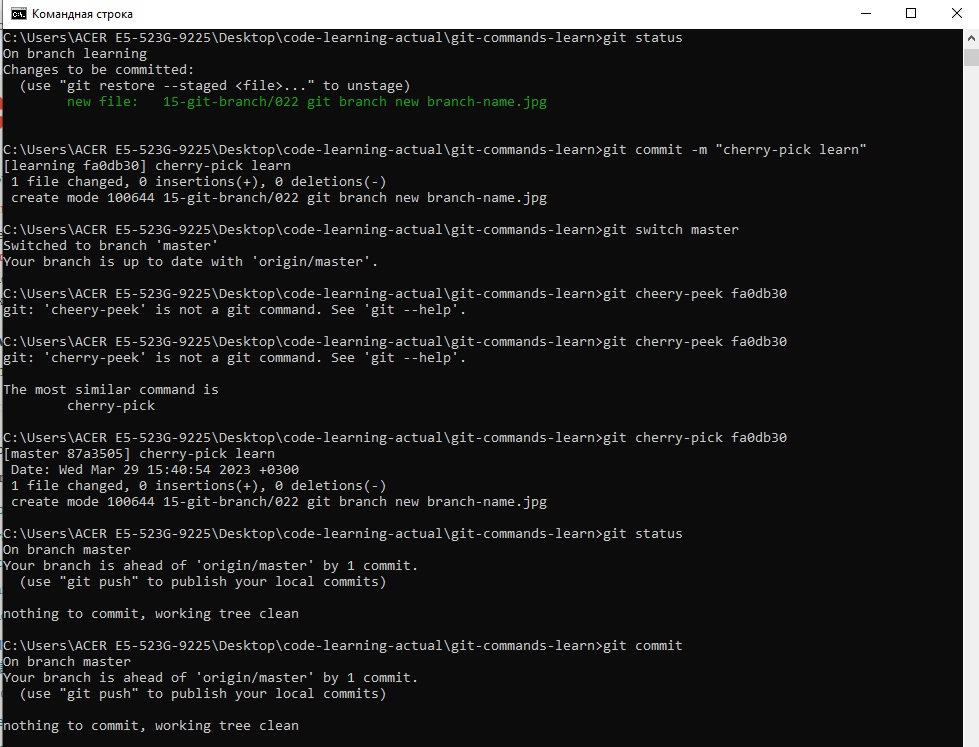 Командная строка
C:\Users\ACER E5-523G-9225\Desktop\code-learning-actual\git-commands-learn>git status
On branch learning
Changes to be committed:
  (use "git restore --staged <file>..." to unstage)
        new file:   15-git-branch/022 git branch new branch-name.jpg
C:\Users\ACER E5-523G-9225\Desktop\code-learning-actual\git-commands-learn>git commit -m "cherry-pick learn"
[learning fa0db30] cherry-pick learn
 1 file changed, 0 insertions(+), 0 deletions(-)
 create mode 100644 15-git-branch/022 git branch new branch-name.jpg
C:\Users\ACER E5-523G-9225\Desktop\code-learning-actual\git-commands-learn>git switch master
Switched to branch 'master'
Your branch is up to date with 'origin/master'.
C:\Users\ACER E5-523G-9225\Desktop\code-learning-actual\git-commands-learn>git cheery-peek fa0db30
git: 'cheery-peek' is not a git command. See 'git --help'.
C:\Users\ACER E5-523G-9225\Desktop\code-learning-actual\git-commands-learn>git cherry-peek fa0db30
git: 'cherry-peek' is not a git command. See 'git --help'.
The most similar command is
        cherry-pick
C:\Users\ACER E5-523G-9225\Desktop\code-learning-actual\git-commands-learn>git cherry-pick fa0db30
[master 87a3505] cherry-pick learn
 Date: Wed Mar 29 15:40:54 2023 +0300
 1 file changed, 0 insertions(+), 0 deletions(-)
 create mode 100644 15-git-branch/022 git branch new branch-name.jpg
C:\Users\ACER E5-523G-9225\Desktop\code-learning-actual\git-commands-learn>git status
On branch master
Your branch is ahead of 'origin/master' by 1 commit.
  (use "git push" to publish your local commits)
nothing to commit, working tree clean
C:\Users\ACER E5-523G-9225\Desktop\code-learning-actual\git-commands-learn>git commit
On branch master
Your branch is ahead of 'origin/master' by 1 commit.
  (use "git push" to publish your local commits)
nothing to commit, working tree clean